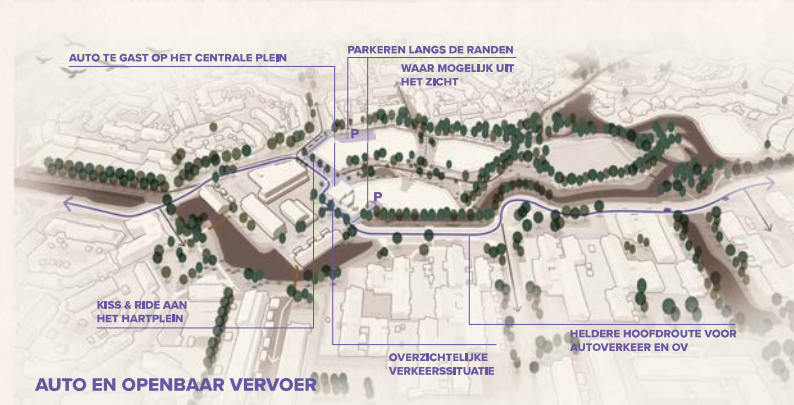 AUTO TE GAST OP HET CENTRALE PLEIN
PARKEREN LANGS DE RANDEN
WAAR MOGELIJK UIT
HET ZICHT
P
P
KISS & RIDE AAN
HET HARTPLEIN
OVERZICHTELIJKE
VERKEERSSITUATIE
HELDERE HOOFDROUTE VOOR
AUTOVERKEER EN OV
AUTO EN OPENBAAR VERVOER